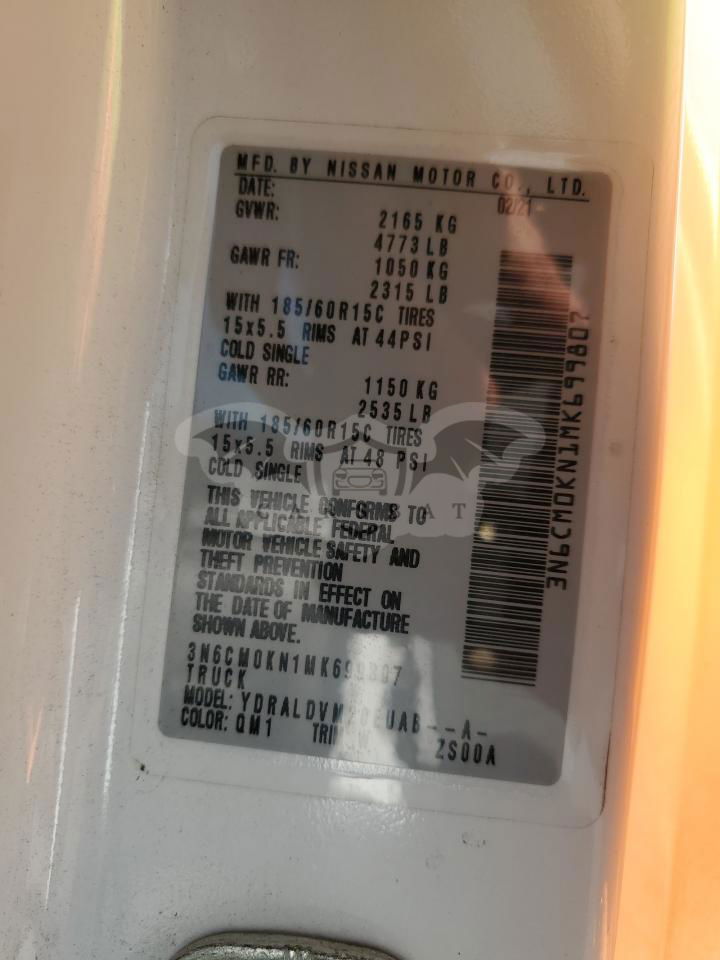 MFD. BY NISSAN MOTOR CO., LTD.
DATE: 02/21
GVWR: 2165 KG
4773 LB
GAWR FR: 1050 KG
2315 LB
WITH 185/60R15C TIRES
15x5.5 RIMS AT 44PSI
COLD SINGLE
GAWR RR: 1150 KG
2535 LB
WITH 185/60R15C TIRES
15x5.5 RIMS AT 48 PSI
COLD SINGLE
THIS VEHICLE CONFORMS TO
ALL APPLICABLE FEDERAL
MOTOR VEHICLE SAFETY AND
THEFT PREVENTION
STANDARDS IN EFFECT ON
THE DATE OF MANUFACTURE
SHOWN ABOVE.
3N6CM0KN1MK699807
TRUCK
MODEL: --A-
COLOR: QM1 TRIM: ZS00A
3N6CM0KN1MK699807